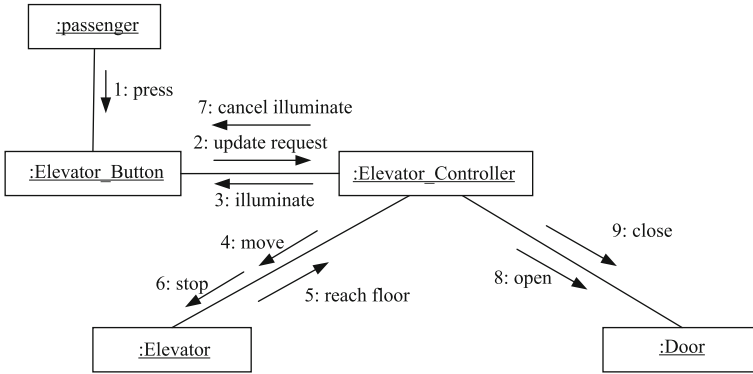 :passenger
1: press
7: cancel illuminate
2: update request
:Elevator_Button
:Elevator_Controller
3: illuminate
4: move
9: close
6: stop
8: open
5: reach floor
:Elevator
:Door